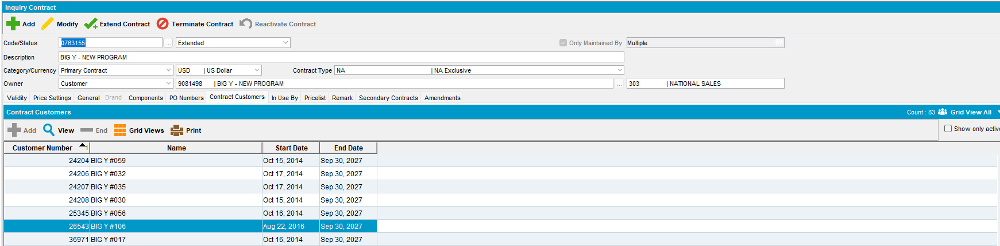 Inquiry Contract
Add Modify Extend Contract Terminate Contract Reactivate Contract
Code/Status 0763155 ... Extended Only Maintained By Multiple ...
Description BIG Y - NEW PROGRAM
Category/Currency Primary Contract USD | US Dollar Contract Type NA | NA Exclusive
Owner Customer 9081498 | BIG Y - NEW PROGRAM ... 303 | NATIONAL SALES
Validity Price Settings General Brand Components PO Numbers Contract Customers In Use By Pricelist Remark Secondary Contracts Amendments
Contract Customers Count : 83 Grid View All
Add View End Grid Views Print Show only active
Customer Number 1 Name Start Date End Date
24204 BIG Y #059 Oct 15, 2014 Sep 30, 2027
24206 BIG Y #032 Oct 17, 2014 Sep 30, 2027
24207 BIG Y #035 Oct 17, 2014 Sep 30, 2027
24208 BIG Y #030 Oct 15, 2014 Sep 30, 2027
25345 BIG Y #056 Oct 16, 2014 Sep 30, 2027
26543 BIG Y #106 Aug 22, 2016 Sep 30, 2027
36971 BIG Y #017 Oct 16, 2014 Sep 30, 2027